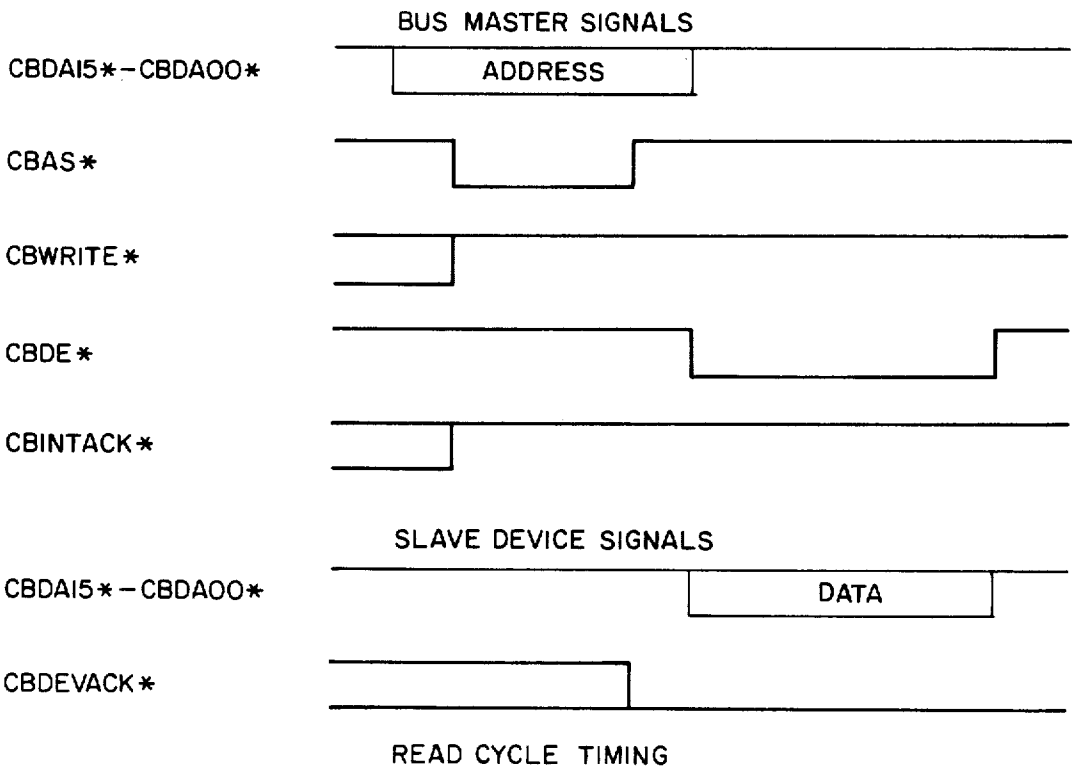 BUS MASTER SIGNALS
CBDA15*-CBDA00*
ADDRESS
CBAS*
CBWRITE*
CBDE*
CBINTACK*
SLAVE DEVICE SIGNALS
CBDA15*-CBDA00*
DATA
CBDEVACK*
READ CYCLE TIMING